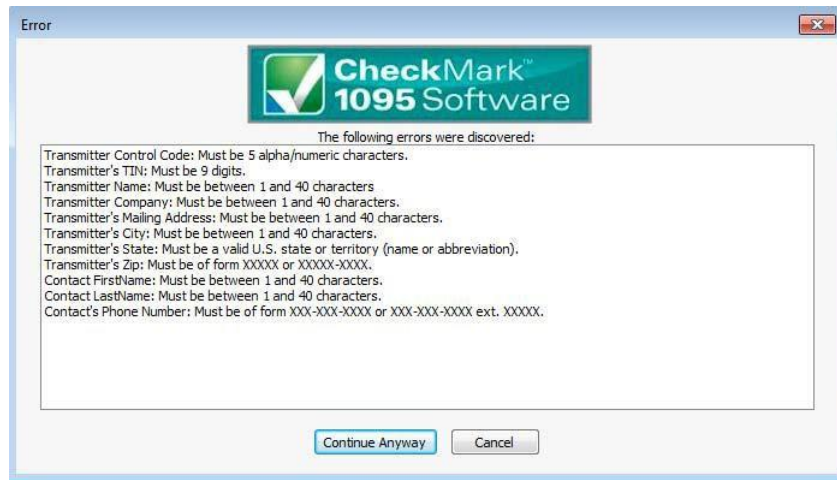 Error
CheckMark™
1095 Software
The following errors were discovered:
Transmitter Control Code: Must be 5 alpha/numeric characters.
Transmitter's TIN: Must be 9 digits.
Transmitter Name: Must be between 1 and 40 characters
Transmitter Company: Must be between 1 and 40 characters.
Transmitter's Mailing Address: Must be between 1 and 40 characters.
Transmitter's City: Must be between 1 and 40 characters.
Transmitter's State: Must be a valid U.S. state or territory (name or abbreviation).
Transmitter's Zip: Must be of form XXXXX or XXXXX-XXXX.
Contact FirstName: Must be between 1 and 40 characters.
Contact LastName: Must be between 1 and 40 characters.
Contact's Phone Number: Must be of form XXX-XXX-XXXX or XXX-XXX-XXXX ext. XXXXX.
Continue Anyway Cancel